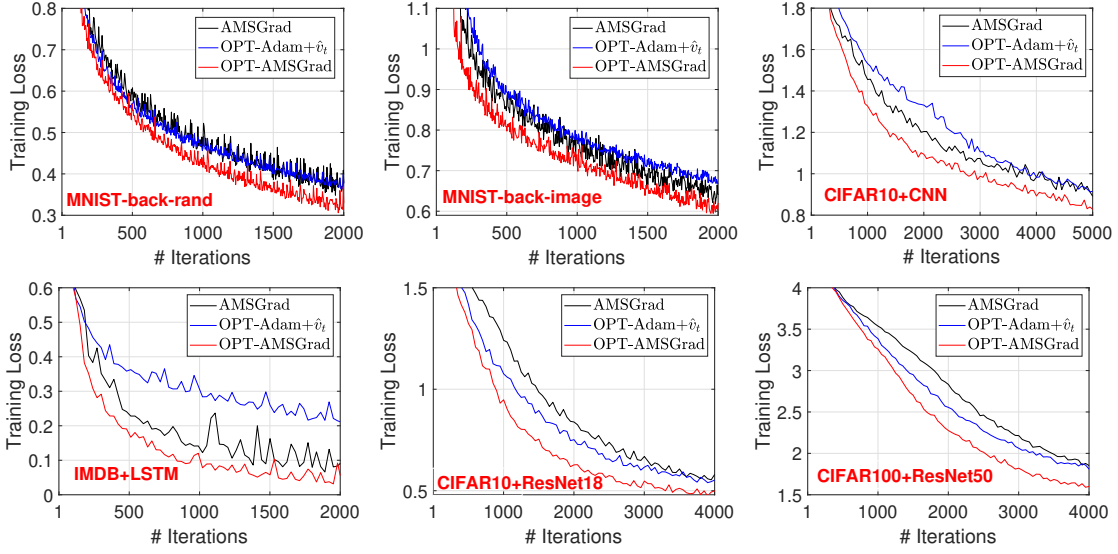 0.8
0.7
0.6
0.5
0.4
0.3
Training Loss
AMSGrad
OPT-Adam+v̂_t
OPT-AMSGrad
MNIST-back-rand
1 500 1000 1500 2000
# Iterations
1.1
1
0.9
0.8
0.7
0.6
Training Loss
AMSGrad
OPT-Adam+v̂_t
OPT-AMSGrad
MNIST-back-image
1 500 1000 1500 2000
# Iterations
1.8
1.6
1.4
1.2
1
0.8
Training Loss
AMSGrad
OPT-Adam+v̂_t
OPT-AMSGrad
CIFAR10+CNN
1 1000 2000 3000 4000 5000
# Iterations
0.6
0.5
0.4
0.3
0.2
0.1
0
Training Loss
AMSGrad
OPT-Adam+v̂_t
OPT-AMSGrad
IMDB+LSTM
1 500 1000 1500 2000
# Iterations
1.5
1
0.5
Training Loss
AMSGrad
OPT-Adam+v̂_t
OPT-AMSGrad
CIFAR10+ResNet18
1 1000 2000 3000 4000
# Iterations
4
3.5
3
2.5
2
1.5
Training Loss
AMSGrad
OPT-Adam+v̂_t
OPT-AMSGrad
CIFAR100+ResNet50
1 1000 2000 3000 4000
# Iterations